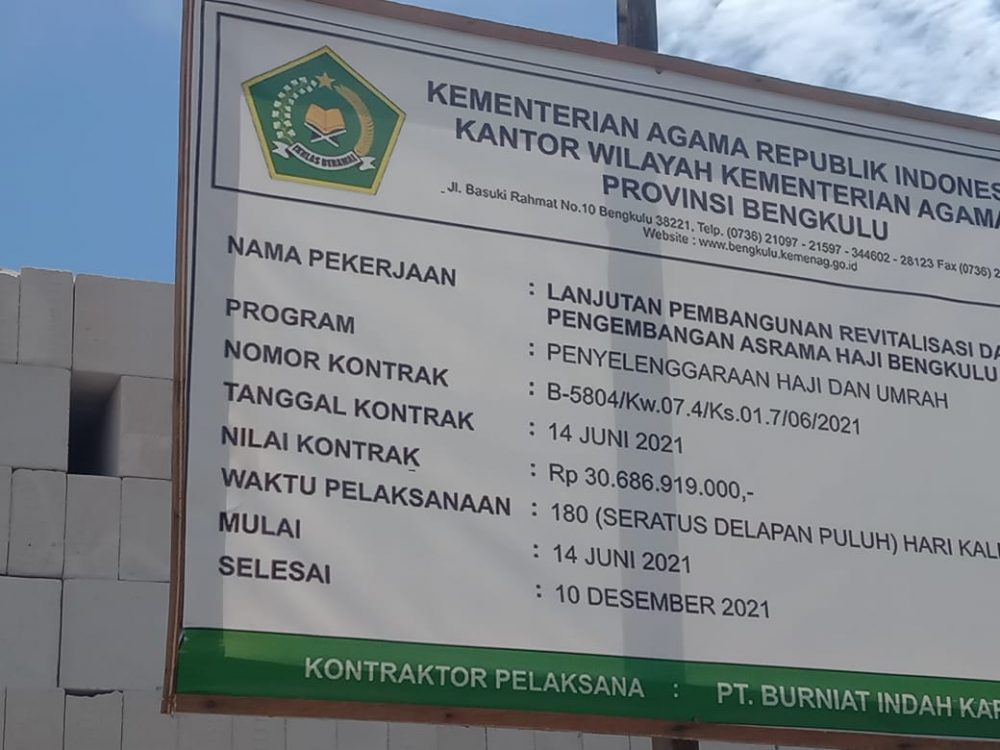 IKHLAS BERAMAL
KEMENTERIAN AGAMA REPUBLIK INDONES
KANTOR WILAYAH KEMENTERIAN AGAMA
PROVINSI BENGKULU
Jl. Basuki Rahmat No.10 Bengkulu 38221, Telp. (0736) 21097 - 21597 - 344602 - 28123 Fax (0736) 2
Website : www.bengkulu.kemenag.go.id
NAMA PEKERJAAN : LANJUTAN PEMBANGUNAN REVITALISASI DA
PENGEMBANGAN ASRAMA HAJI BENGKULU
PROGRAM : PENYELENGGARAAN HAJI DAN UMRAH
NOMOR KONTRAK : B-5804/Kw.07.4/Ks.01.7/06/2021
TANGGAL KONTRAK : 14 JUNI 2021
NILAI KONTRAK : Rp 30.686.919.000,-
WAKTU PELAKSANAAN : 180 (SERATUS DELAPAN PULUH) HARI KALE
MULAI : 14 JUNI 2021
SELESAI : 10 DESEMBER 2021
KONTRAKTOR PELAKSANA : PT. BURNIAT INDAH KAR